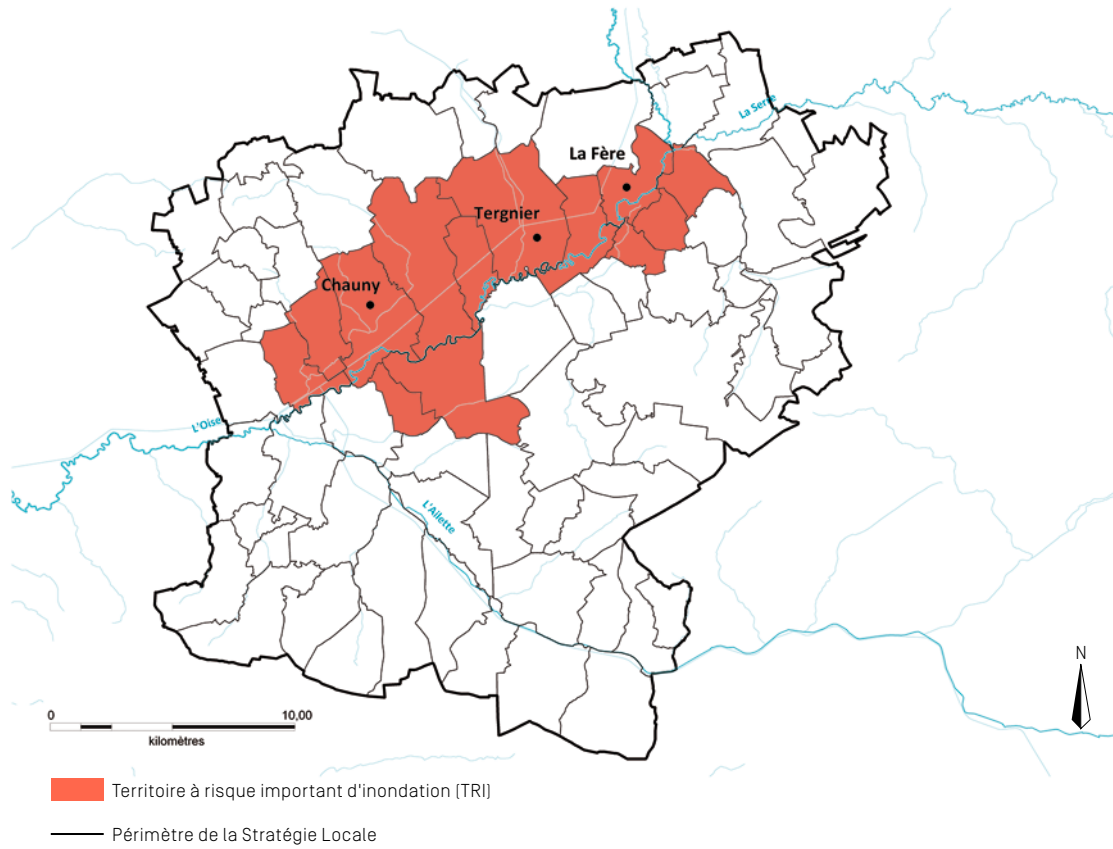 La Serre
La Fère
Tergnier
Chauny
L'Oise
L'Ailette
N
0 10,00
kilomètres
Territoire à risque important d'inondation (TRI)
Périmètre de la Stratégie Locale